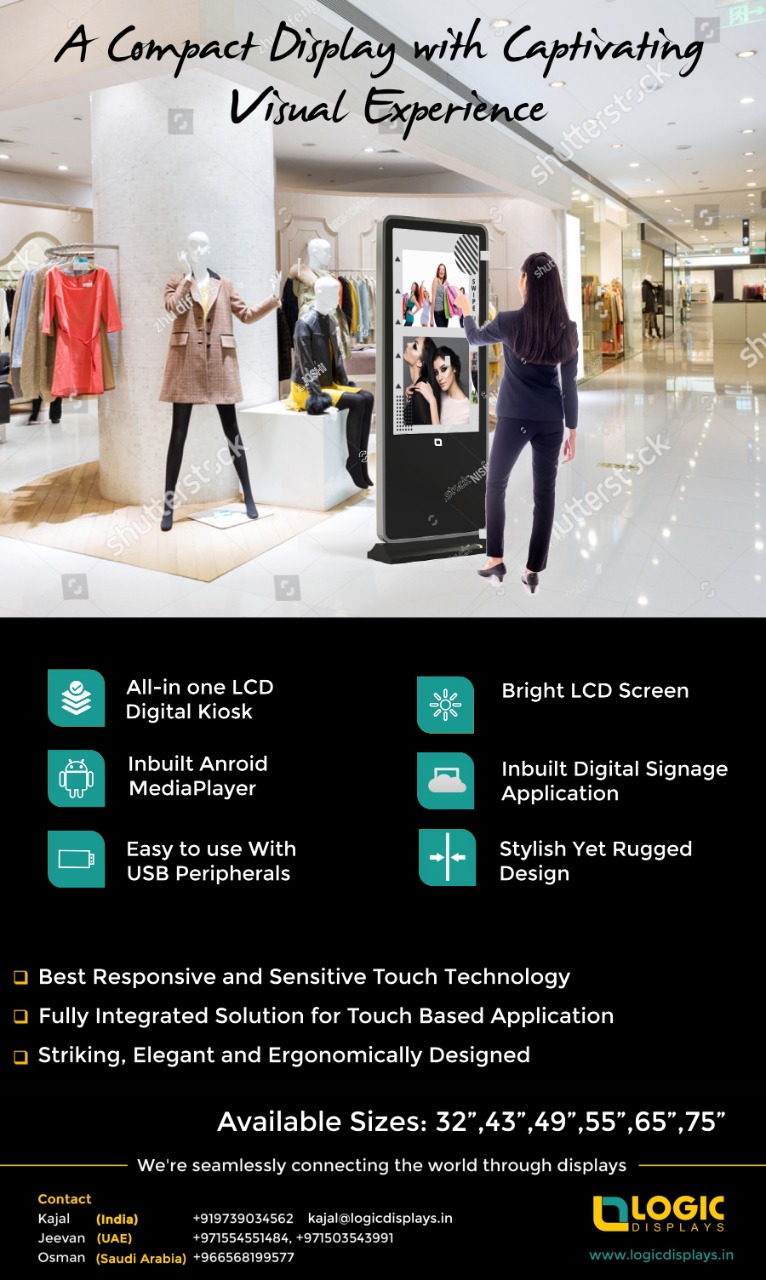 A Compact Display with Captivating
Visual Experience
shutterstock
shutterstock
shutterstock
SWIPE
All-in one LCD
Digital Kiosk
Bright LCD Screen
Inbuilt Anroid
MediaPlayer
Inbuilt Digital Signage
Application
Easy to use With
USB Peripherals
Stylish Yet Rugged
Design
Best Responsive and Sensitive Touch Technology
Fully Integrated Solution for Touch Based Application
Striking, Elegant and Ergonomically Designed
Available Sizes: 32”,43”,49”,55”,65”,75”
We're seamlessly connecting the world through displays
Contact
Kajal (India) +919739034562 kajal@logicdisplays.in
Jeevan (UAE) +971554551484, +971503543991
Osman (Saudi Arabia) +966568199577
LOGIC
DISPLAYS
www.logicdisplays.in